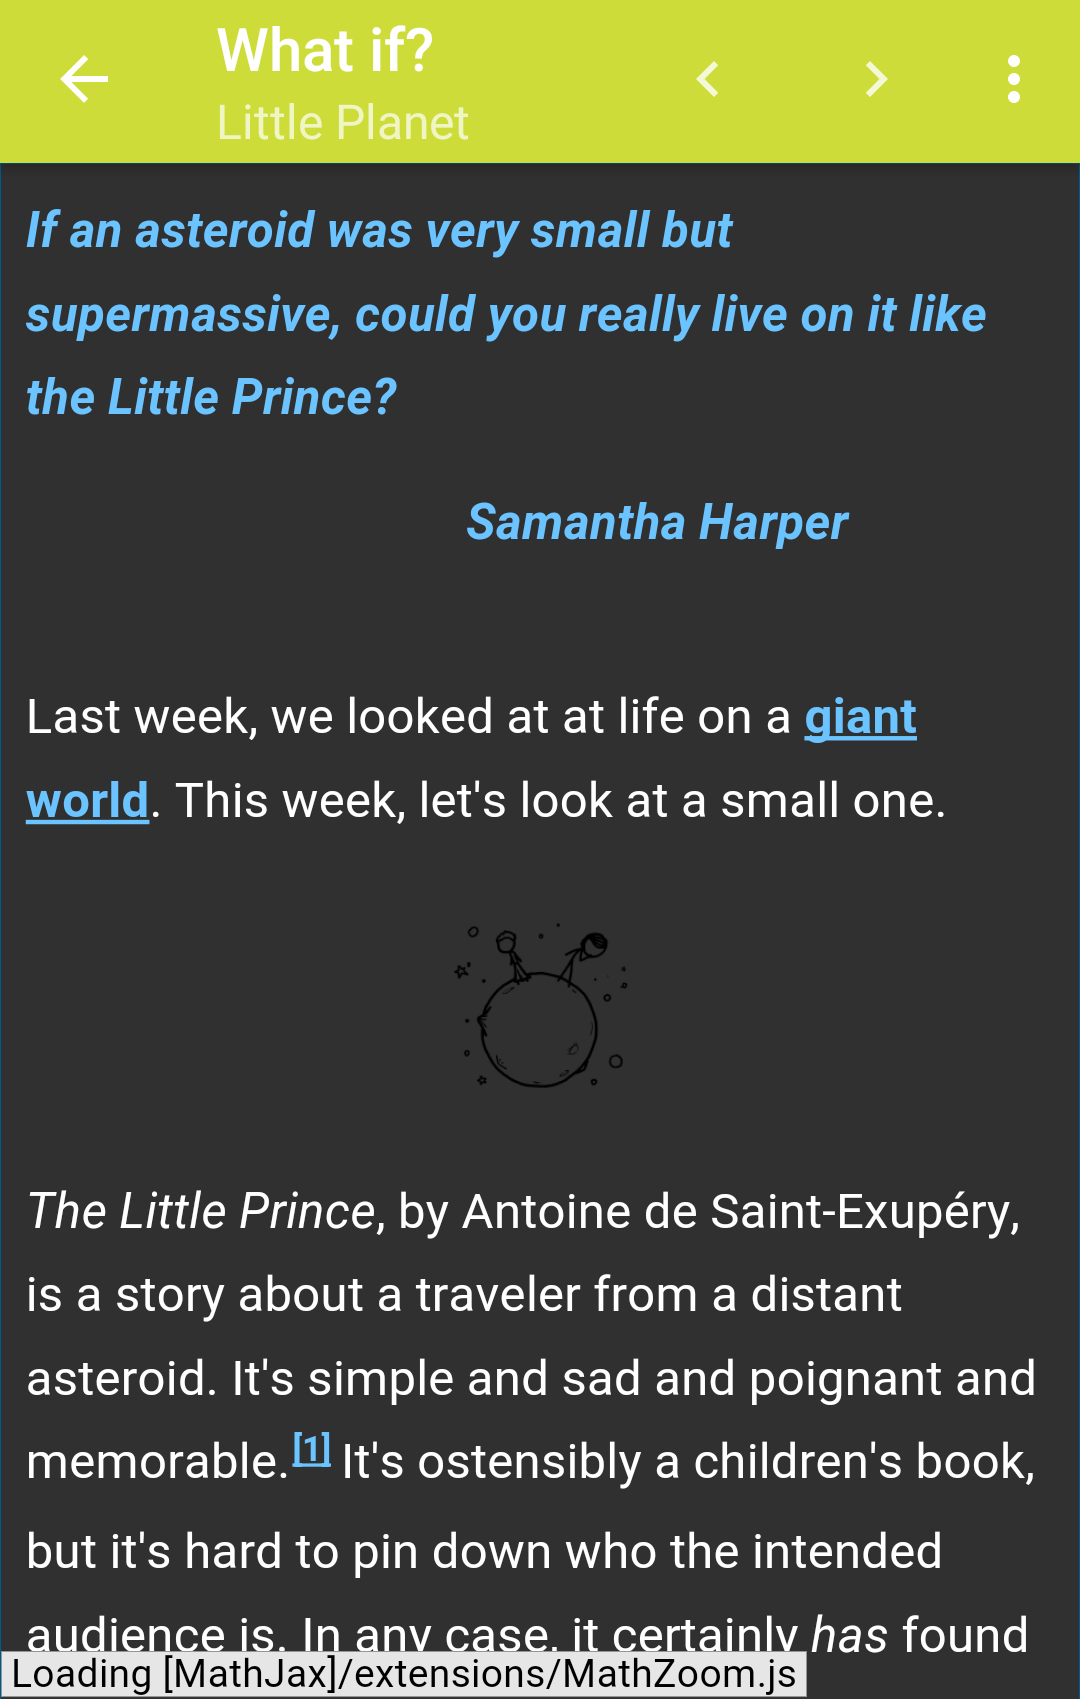 What if?
Little Planet
If an asteroid was very small but
supermassive, could you really live on it like
the Little Prince?
Samantha Harper
Last week, we looked at at life on a giant
world. This week, let's look at a small one.
The Little Prince, by Antoine de Saint-Exupéry,
is a story about a traveler from a distant
asteroid. It's simple and sad and poignant and
memorable.[1] It's ostensibly a children's book,
but it's hard to pin down who the intended
audience is. In any case, it certainly has found
Loading [MathJax]/extensions/MathZoom.js